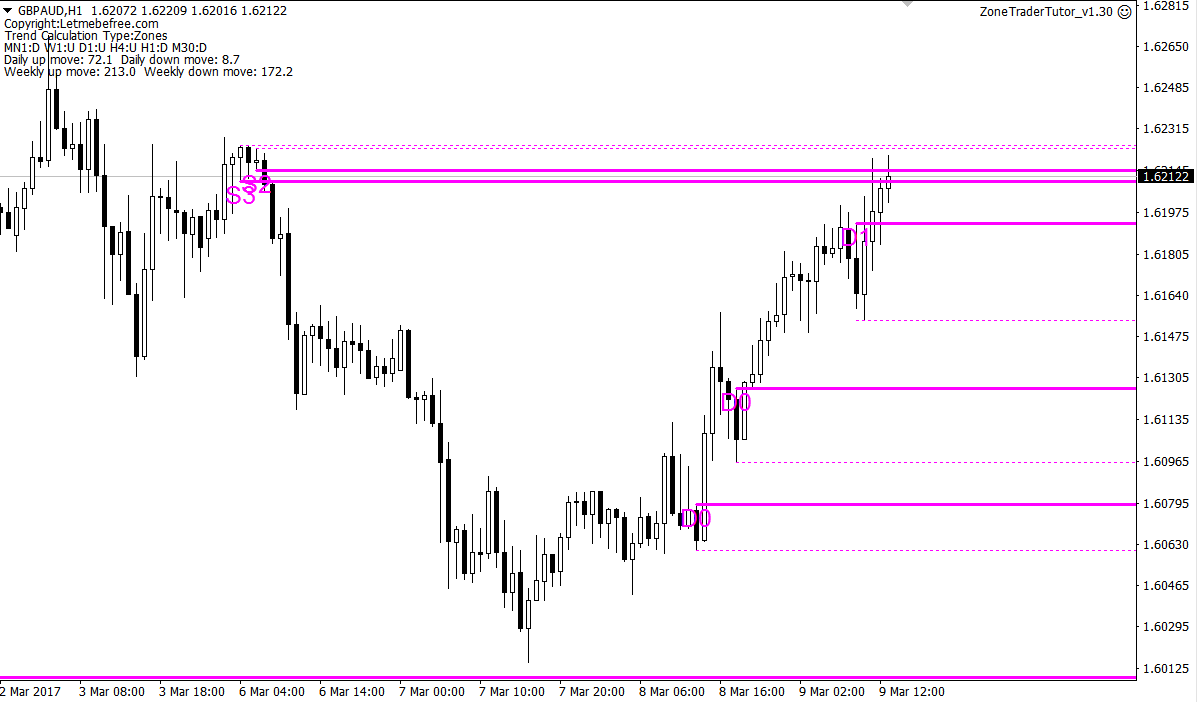 GBPAUD,H1 1.62072 1.62209 1.62016 1.62122
ZoneTraderTutor_v1.30
Copyright:Letmebefree.com
Trend Calculation Type:Zones
MN1:D W1:U D1:U H4:U H1:D M30:D
Daily up move: 72.1 Daily down move: 8.7
Weekly up move: 213.0 Weekly down move: 172.2
1.62815
1.62650
1.62485
1.62315
1.62122
1.61975
1.61805
1.61640
1.61475
1.61305
1.61135
1.60965
1.60795
1.60630
1.60465
1.60295
1.60125
S2
S3
D1
D0
D0
2 Mar 2017
3 Mar 08:00
3 Mar 18:00
6 Mar 04:00
6 Mar 14:00
7 Mar 00:00
7 Mar 10:00
7 Mar 20:00
8 Mar 06:00
8 Mar 16:00
9 Mar 02:00
9 Mar 12:00